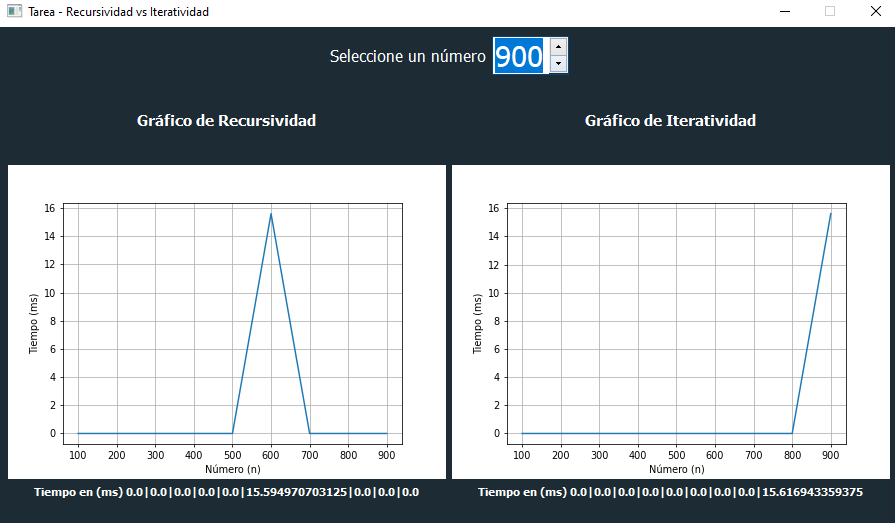 Tarea - Recursividad vs Iteratividad
Seleccione un número 900
Gráfico de Recursividad
Gráfico de Iteratividad
16
14
12
10
8
6
4
2
0
Tiempo (ms)
100 200 300 400 500 600 700 800 900
Número (n)
16
14
12
10
8
6
4
2
0
Tiempo (ms)
100 200 300 400 500 600 700 800 900
Número (n)
Tiempo en (ms) 0.0|0.0|0.0|0.0|0.0|15.594970703125|0.0|0.0|0.0
Tiempo en (ms) 0.0|0.0|0.0|0.0|0.0|0.0|0.0|0.0|15.616943359375